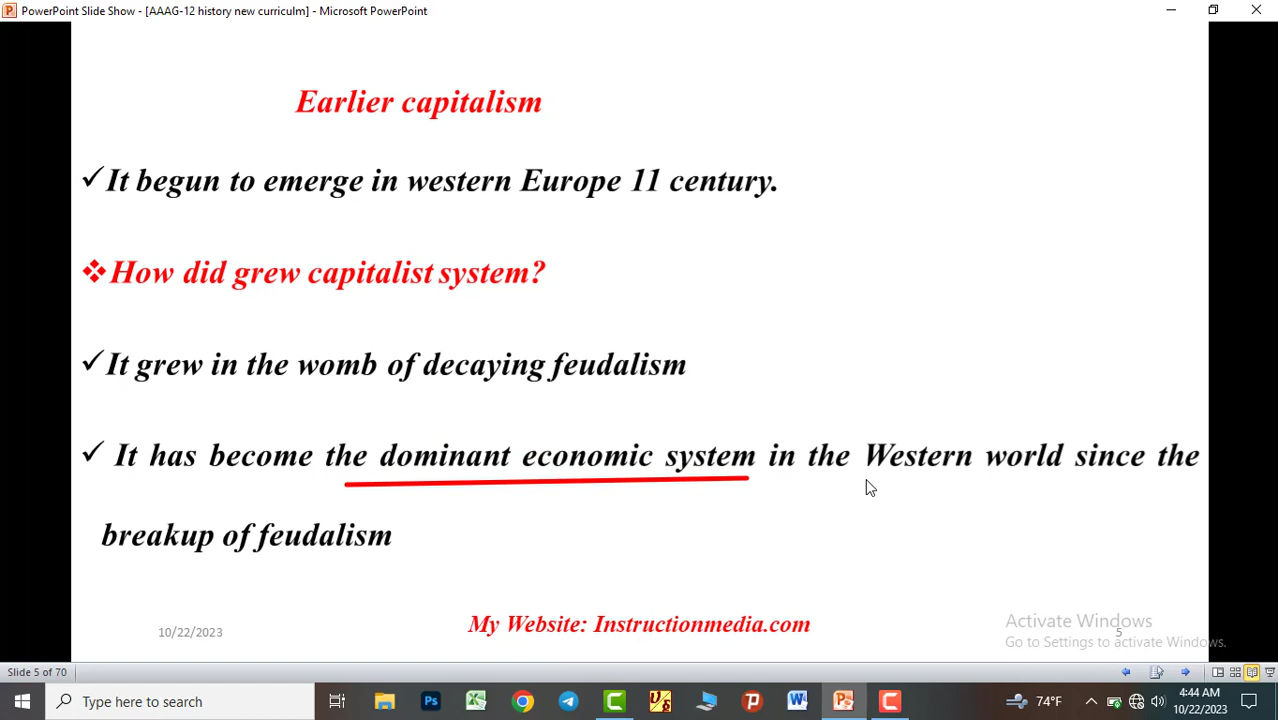 PowerPoint Slide Show - [AAAG-12 history new curriculm] - Microsoft PowerPoint
Earlier capitalism
✓It begun to emerge in western Europe 11 century.
❖How did grew capitalist system?
✓It grew in the womb of decaying feudalism
✓ It has become the dominant economic system in the Western world since the
breakup of feudalism
10/22/2023
My Website: Instructionmedia.com
5
Activate Windows
Go to Settings to activate Windows.
Slide 5 of 70
Type here to search
74°F
4:44 AM
10/22/2023